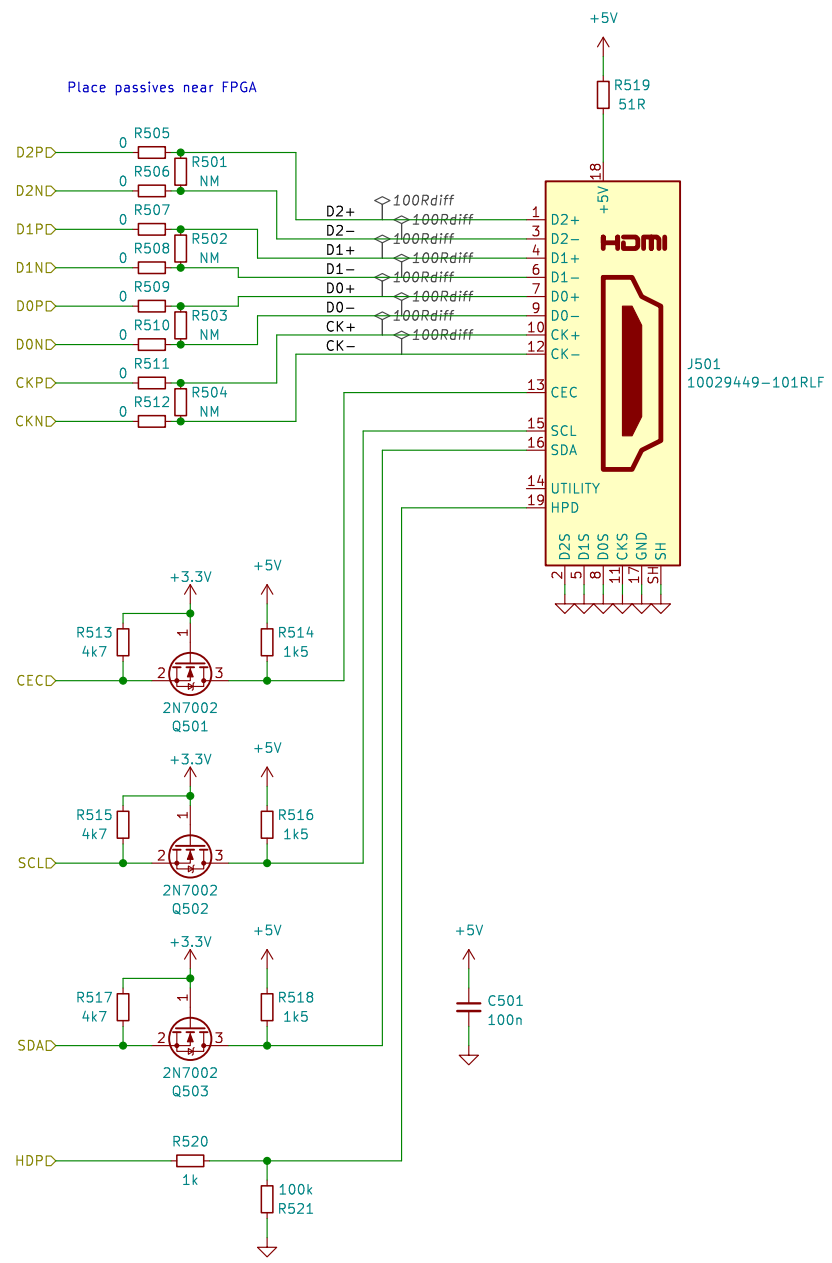 +5V
R519
51R
Place passives near FPGA
D2P
0
R505
D2N
0
R506
R501
NM
D1P
0
R507
D1N
0
R508
R502
NM
D0P
0
R509
D0N
0
R510
R503
NM
CKP
0
R511
CKN
0
R512
R504
NM
D2+
100Rdiff
D2-
100Rdiff
D1+
100Rdiff
D1-
100Rdiff
D0+
100Rdiff
D0-
100Rdiff
CK+
100Rdiff
CK-
100Rdiff
18
+5V
HDMI
1 D2+
3 D2-
4 D1+
6 D1-
7 D0+
9 D0-
10 CK+
12 CK-
13 CEC
15 SCL
16 SDA
14 UTILITY
19 HPD
J501
10029449-101RLF
D2S D1S D0S CKS GND SH
2 5 8 11 17 SH
+3.3V
+5V
R513
4k7
1
R514
1k5
CEC
2
3
2N7002
Q501
+3.3V
+5V
R515
4k7
1
R516
1k5
SCL
2
3
2N7002
Q502
+3.3V
+5V
R517
4k7
1
R518
1k5
SDA
2
3
2N7002
Q503
+5V
C501
100n
HDP
R520
1k
100k
R521